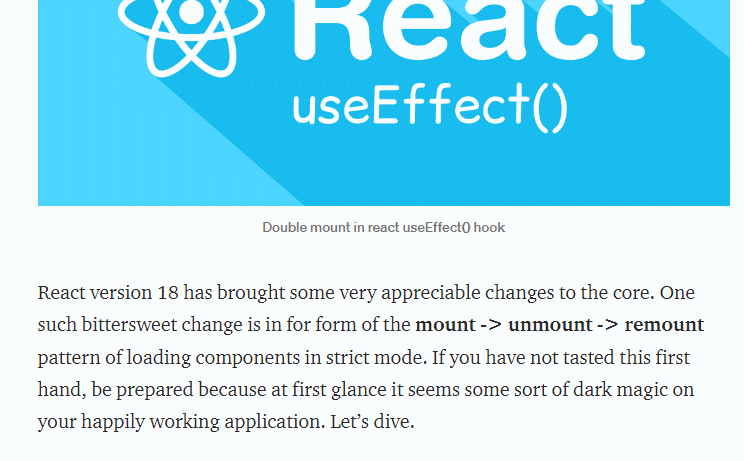 React
useEffect()
Double mount in react useEffect() hook
React version 18 has brought some very appreciable changes to the core. One
such bittersweet change is in for form of the mount -> unmount -> remount
pattern of loading components in strict mode. If you have not tasted this first
hand, be prepared because at first glance it seems some sort of dark magic on
your happily working application. Let’s dive.